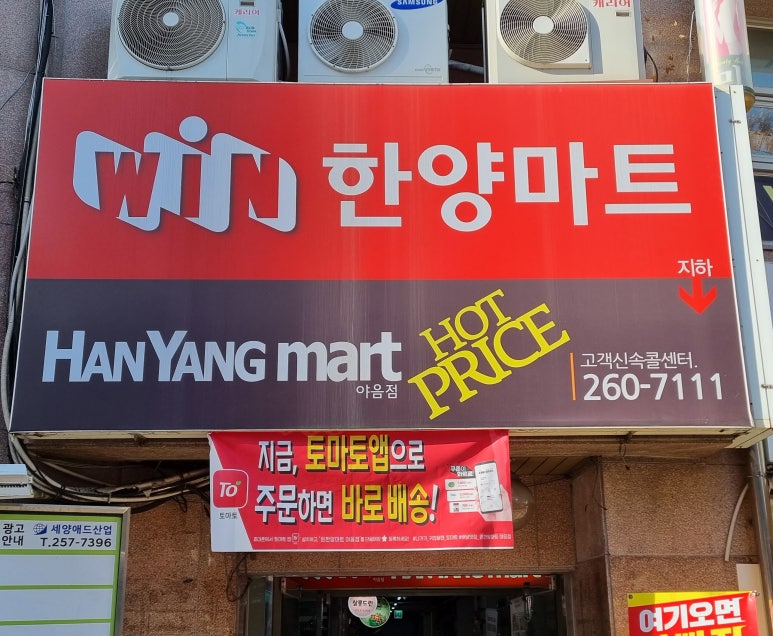 캐리어
SAMSUNG
캐리어
WiN 한양마트
지하
HANYANG mart
야음점
HOT
PRICE
고객신속콜센터.
260-7111
지금, 토마토앱으로
주문하면 바로 배송!
To
토마토
광고
안내
세양애드산업
T.257-7396
여기오면